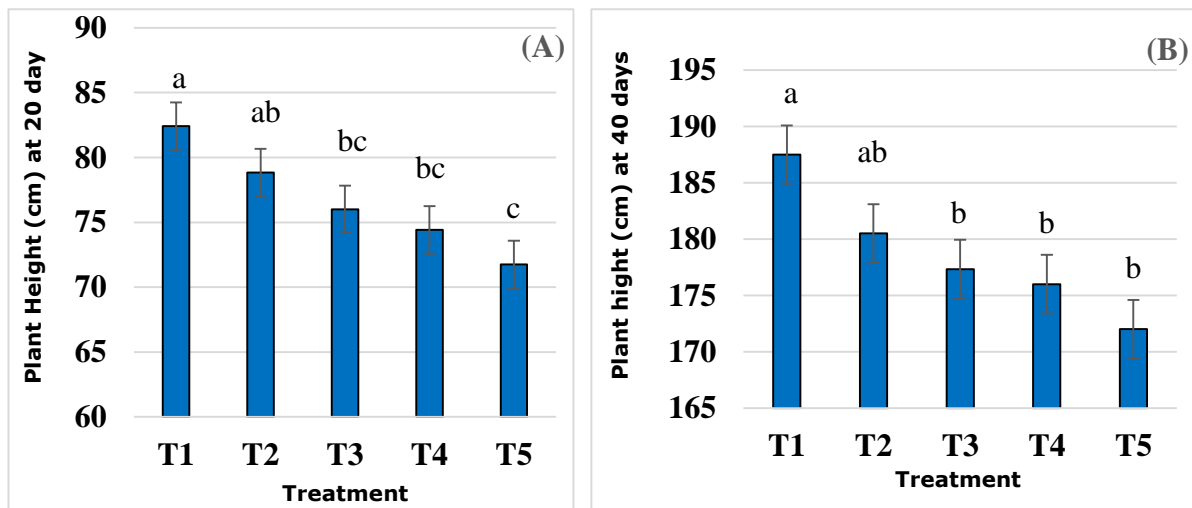 (A)
Plant Height (cm) at 20 day
90
85
80
75
70
65
60
a
ab
bc
bc
c
T1 T2 T3 T4 T5
Treatment
(B)
Plant hight (cm) at 40 days
195
190
185
180
175
170
165
a
ab
b
b
b
T1 T2 T3 T4 T5
Treatment